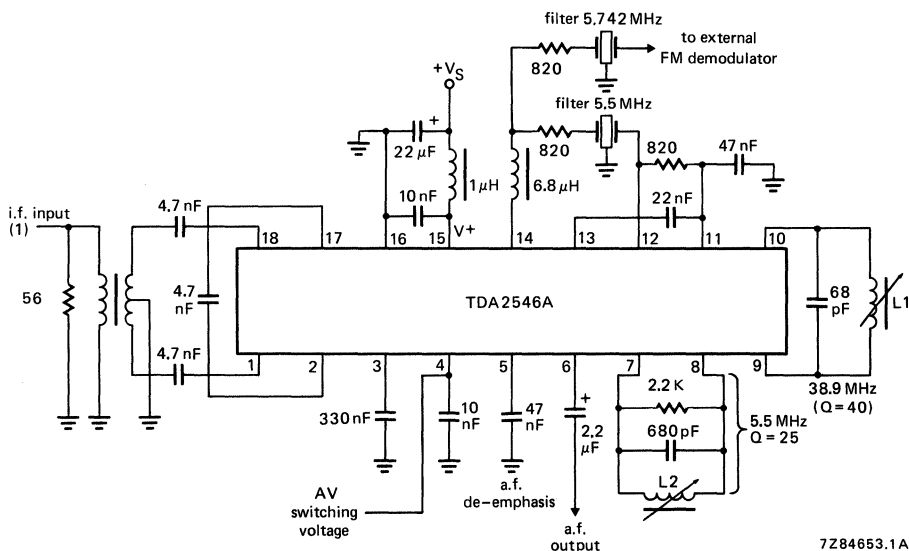 filter 5,742 MHz
to external
FM demodulator
820
+VS
filter 5,5 MHz
+
22 μF
820
820
47 nF
1 μH
6.8 μH
10 nF
22 nF
i.f. input
(1)
4.7 nF
V+
18
17
16
15
14
13
12
11
10
56
4.7
nF
TDA2546A
68
pF
L1
4.7 nF
1
2
3
4
5
6
7
8
9
38.9 MHz
(Q=40)
330 nF
10
nF
47
nF
+
2,2
μF
2.2 K
680 pF
5.5 MHz
Q = 25
L2
AV
switching
voltage
a.f.
de-emphasis
a.f.
output
7Z84653.1A